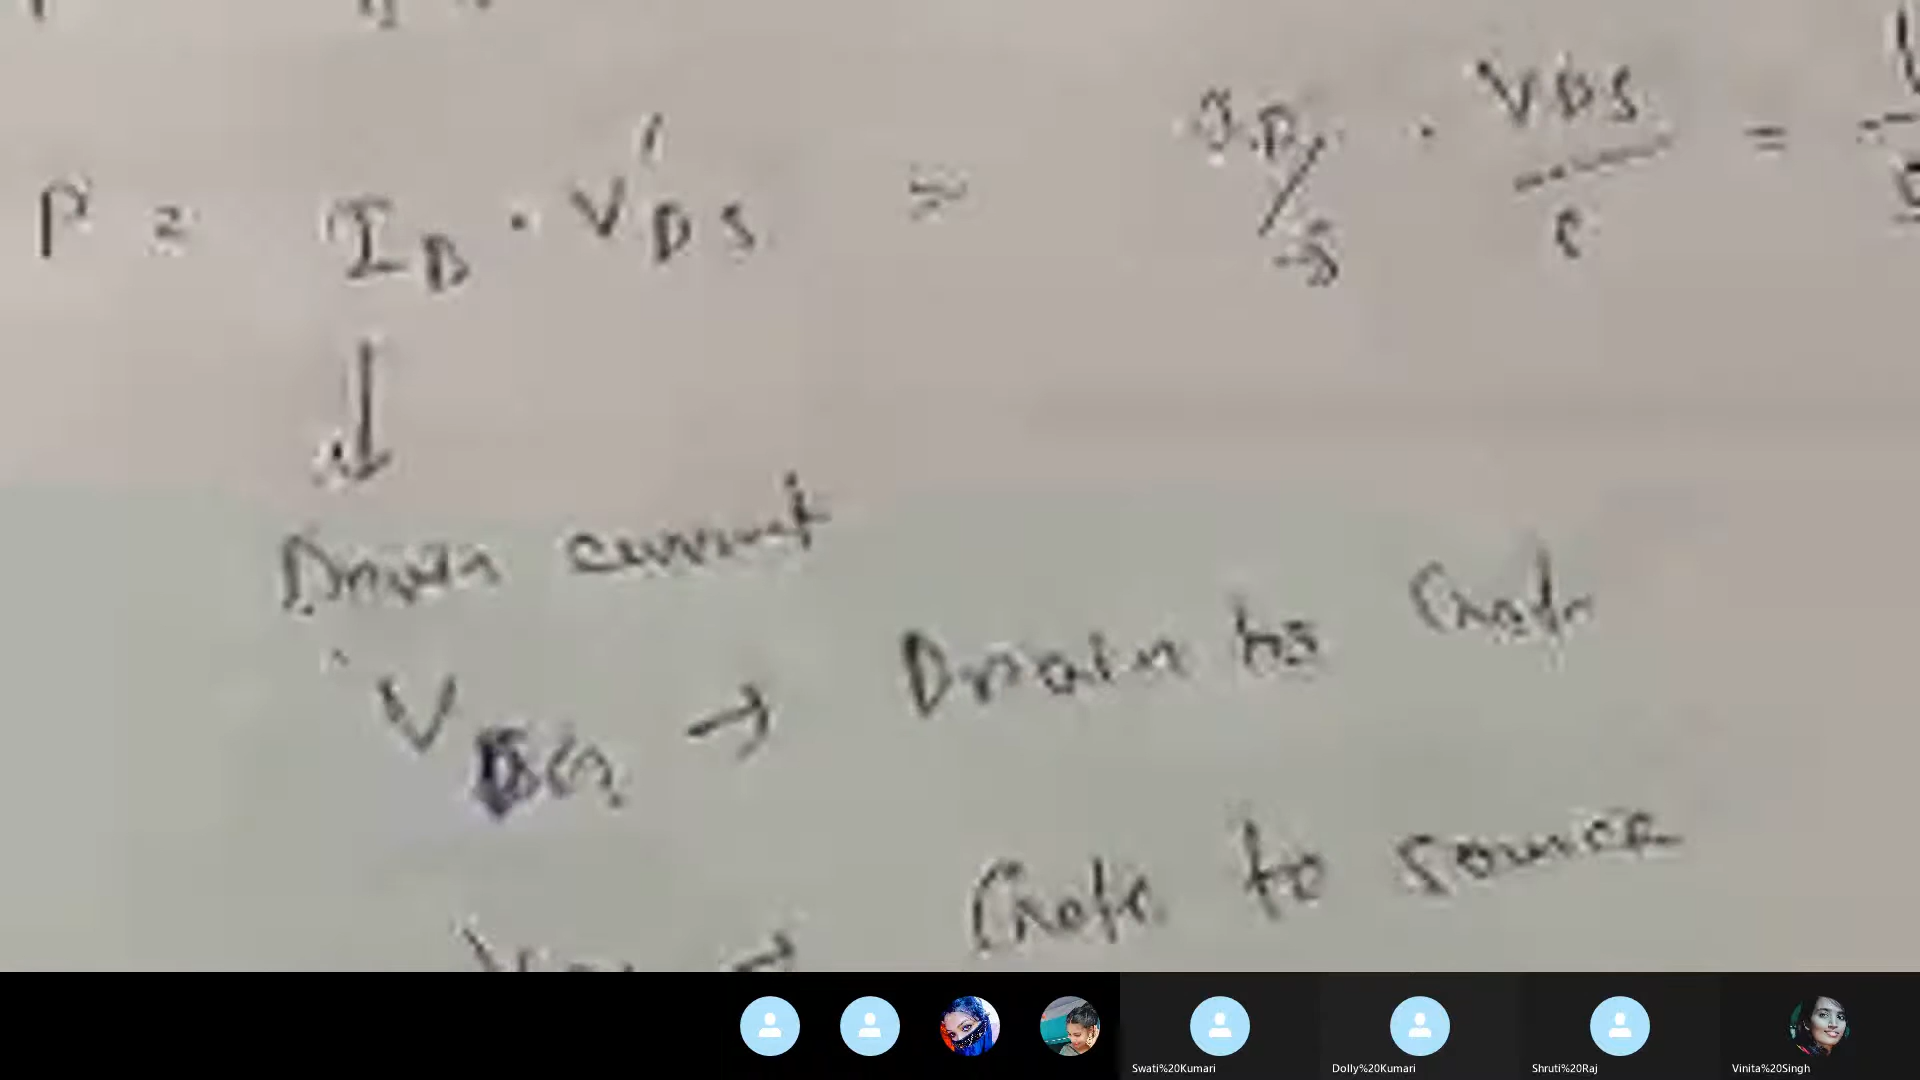 P = I_D · V_DS = I_D/s · V_DS/s =
Drain current
V_DG → Drain to Gate
→ Gate to source
Swati%20Kumari Dolly%20Kumari Shruti%20Raj Vinita%20Singh